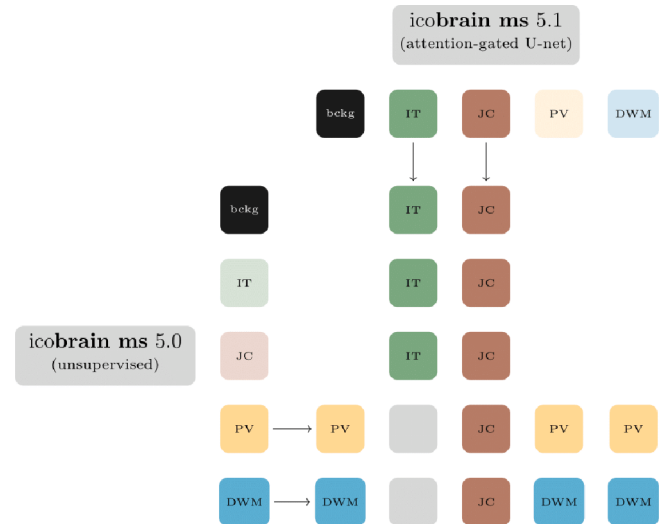 icobrain ms 5.1
(attention-gated U-net)
bckg IT JC PV DWM
bckg IT JC
IT IT JC
icobrain ms 5.0
(unsupervised)
JC IT JC
PV PV JC PV PV
DWM DWM JC DWM DWM